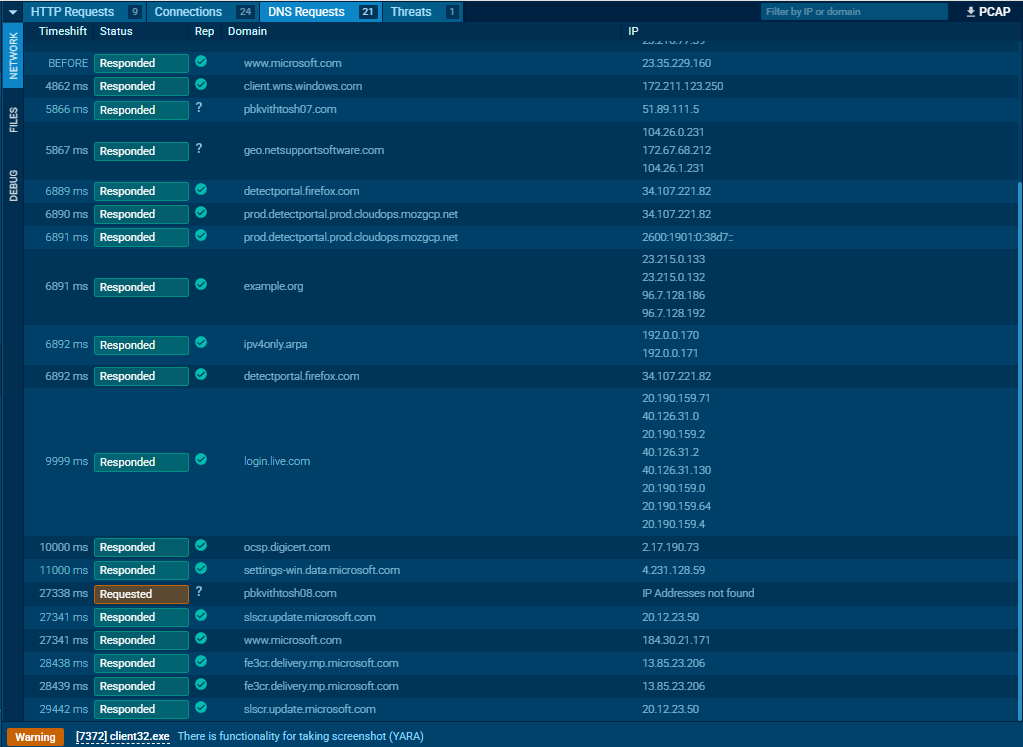 HTTP Requests 9 Connections 24 DNS Requests 21 Threats 1 Filter by IP or domain PCAP
Timeshift Status Rep Domain IP
NETWORK
FILES
DEBUG
BEFORE Responded www.microsoft.com 23.35.229.160
4862 ms Responded client.wns.windows.com 172.211.123.250
5866 ms Responded ? pbkvithtosh07.com 51.89.111.5
104.26.0.231
5867 ms Responded ? geo.netsupportsoftware.com 172.67.68.212
104.26.1.231
6889 ms Responded detectportal.firefox.com 34.107.221.82
6890 ms Responded prod.detectportal.prod.cloudops.mozgcp.net 34.107.221.82
6891 ms Responded prod.detectportal.prod.cloudops.mozgcp.net 2600:1901:0:38d7::
23.215.0.133
23.215.0.132
6891 ms Responded example.org
96.7.128.186
96.7.128.192
192.0.0.170
6892 ms Responded ipv4only.arpa
192.0.0.171
6892 ms Responded detectportal.firefox.com 34.107.221.82
20.190.159.71
40.126.31.0
20.190.159.2
40.126.31.2
9999 ms Responded login.live.com
40.126.31.130
20.190.159.0
20.190.159.64
20.190.159.4
10000 ms Responded ocsp.digicert.com 2.17.190.73
11000 ms Responded settings-win.data.microsoft.com 4.231.128.59
27338 ms Requested ? pbkvithtosh08.com IP Addresses not found
27341 ms Responded slscr.update.microsoft.com 20.12.23.50
27341 ms Responded www.microsoft.com 184.30.21.171
28438 ms Responded fe3cr.delivery.mp.microsoft.com 13.85.23.206
28439 ms Responded fe3cr.delivery.mp.microsoft.com 13.85.23.206
29442 ms Responded slscr.update.microsoft.com 20.12.23.50
Warning [7372] client32.exe There is functionality for taking screenshot (YARA)